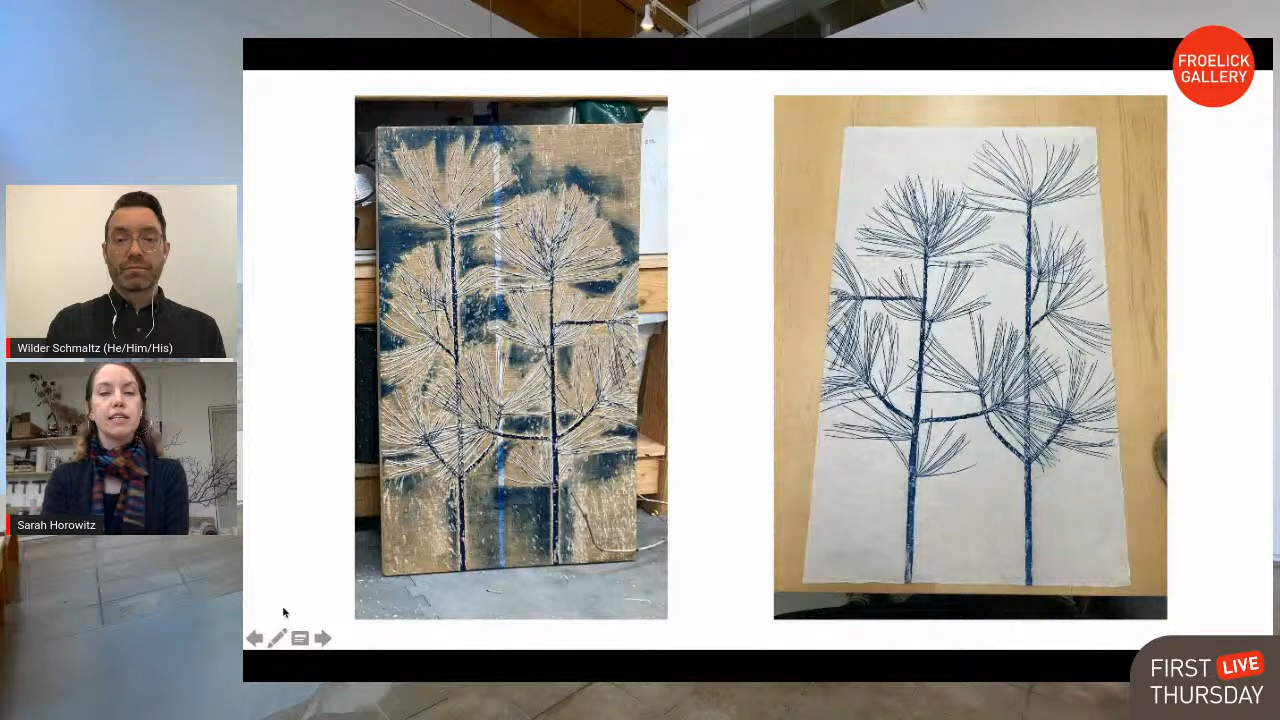 FROELICK
GALLERY
Wilder Schmaltz (He/Him/His)
Sarah Horowitz
FIRST LIVE
THURSDAY